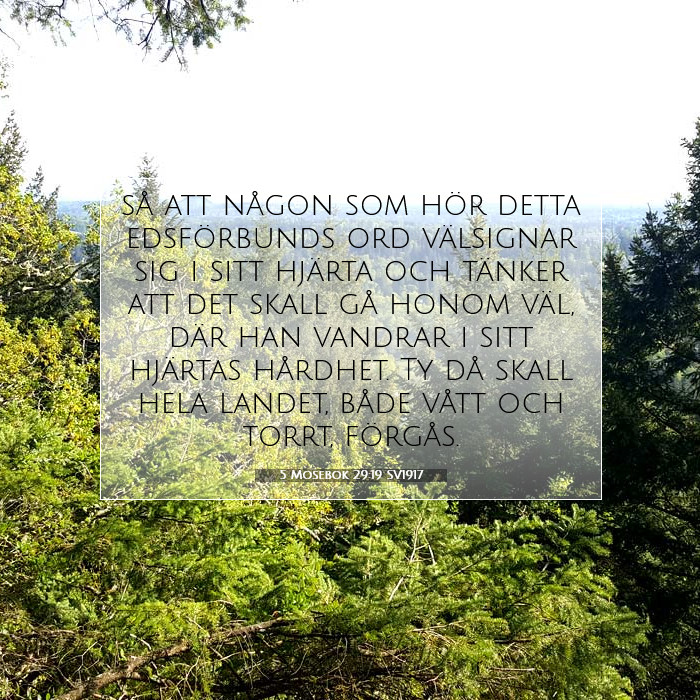 så att någon som hör detta
edsförbunds ord välsignar
sig i sitt hjärta och tänker
att det skall gå honom väl,
där han vandrar i sitt
hjärtas hårdhet. Ty då skall
hela landet, både vått och
torrt, förgås.
5 Mosebok 29:19 SV1917